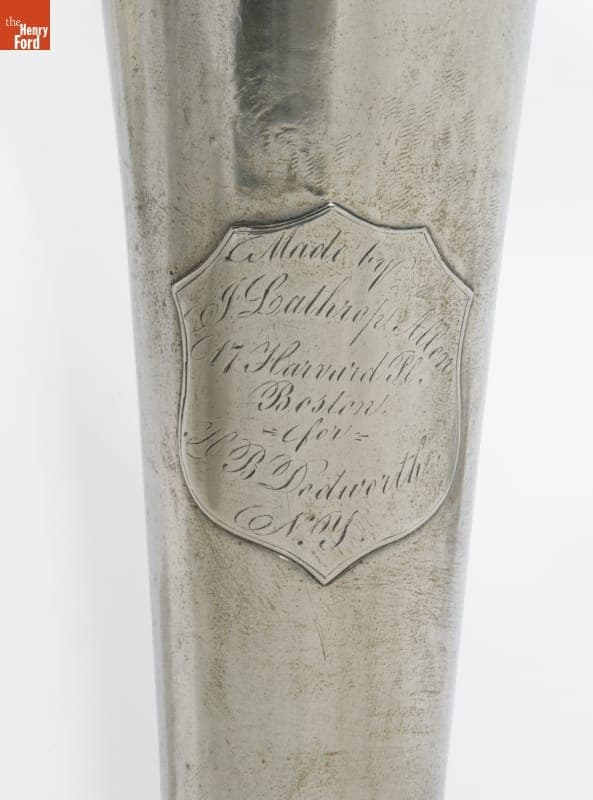 the
Henry
Ford
Made by
J. Lathrop Allen
17 Harvard Pl.
Boston.
= for =
H B Dodworth
N.Y.